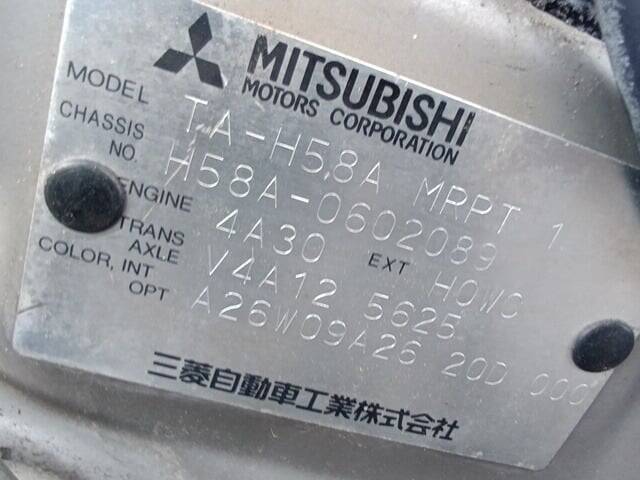 MITSUBISHI
MOTORS CORPORATION
MODEL TA-H58A MRPT 1
CHASSIS NO. H58A-0602089
ENGINE 4A30 EXT H0WC
TRANS AXLE V4A12 5625
COLOR, INT OPT A26W09A26 20D 000
三菱自動車工業株式会社